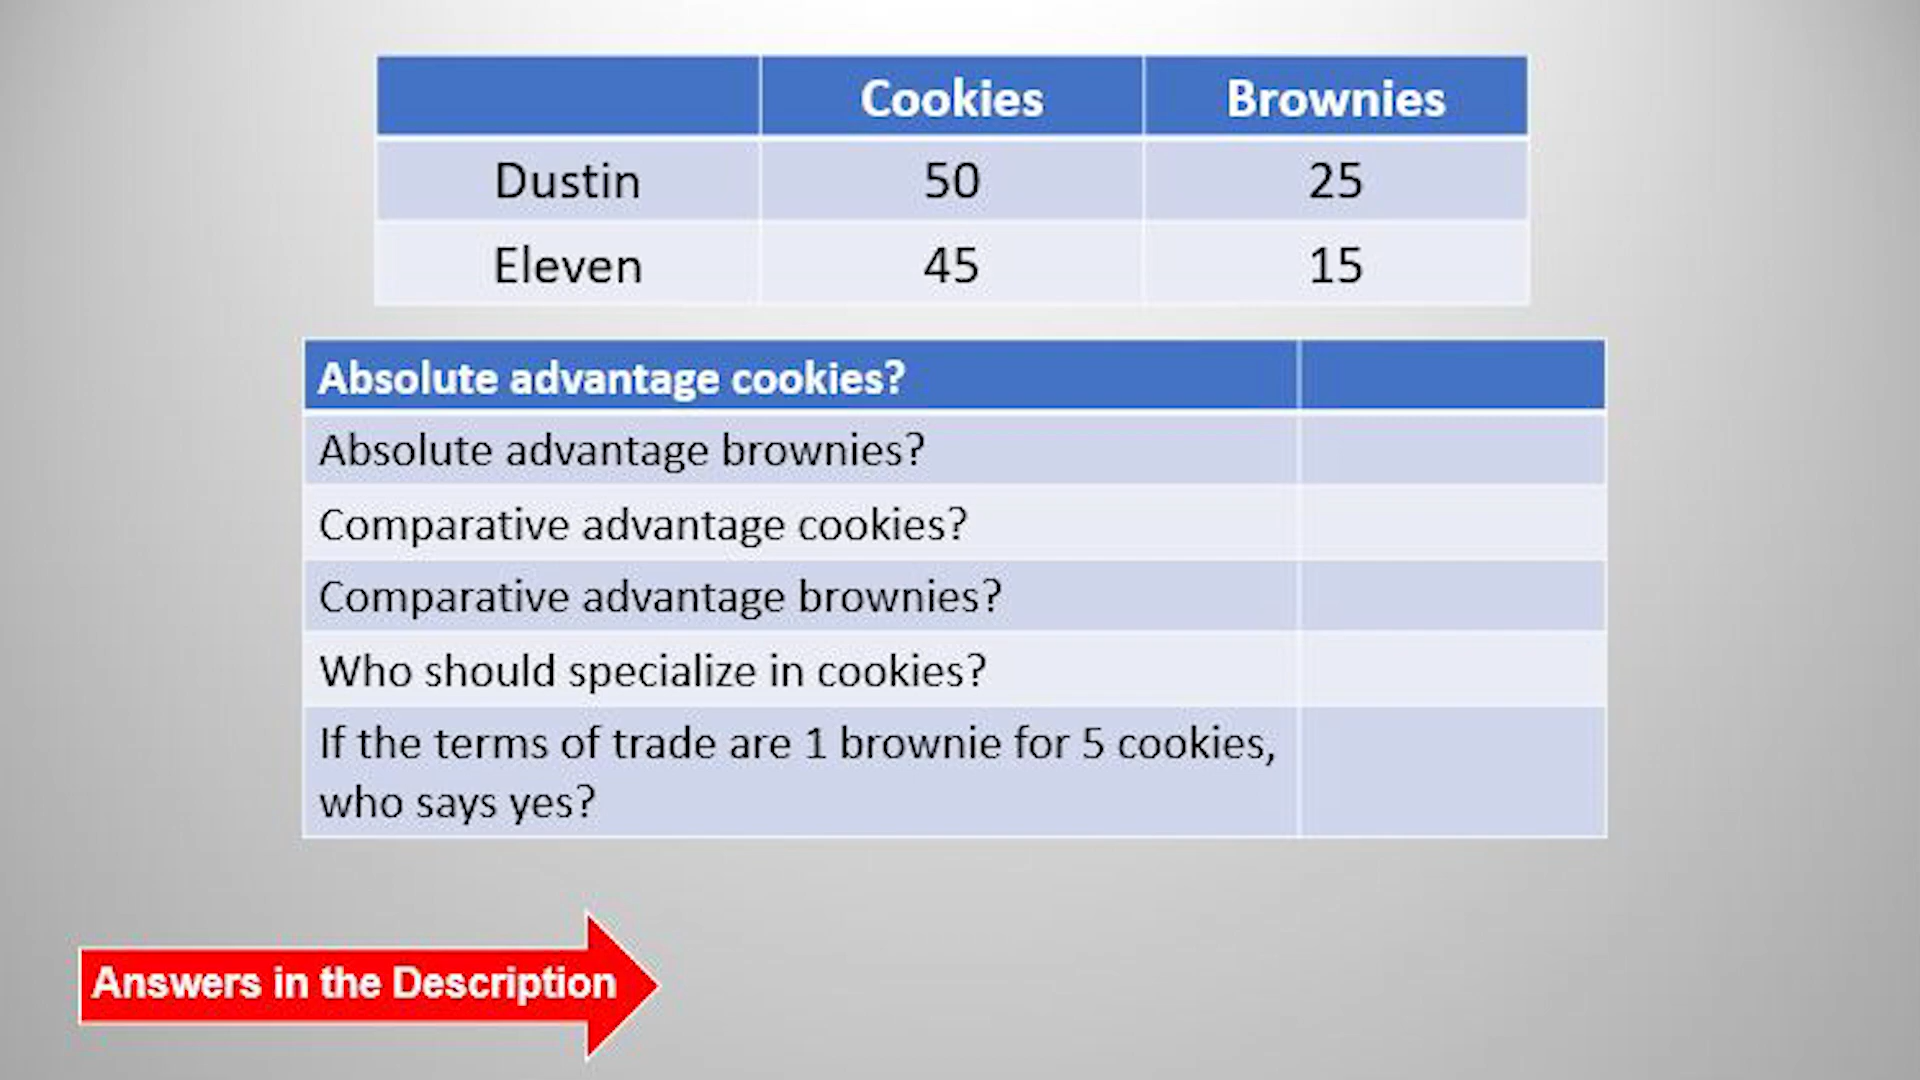 Cookies Brownies
Dustin 50 25
Eleven 45 15
Absolute advantage cookies?
Absolute advantage brownies?
Comparative advantage cookies?
Comparative advantage brownies?
Who should specialize in cookies?
If the terms of trade are 1 brownie for 5 cookies,
who says yes?
Answers in the Description